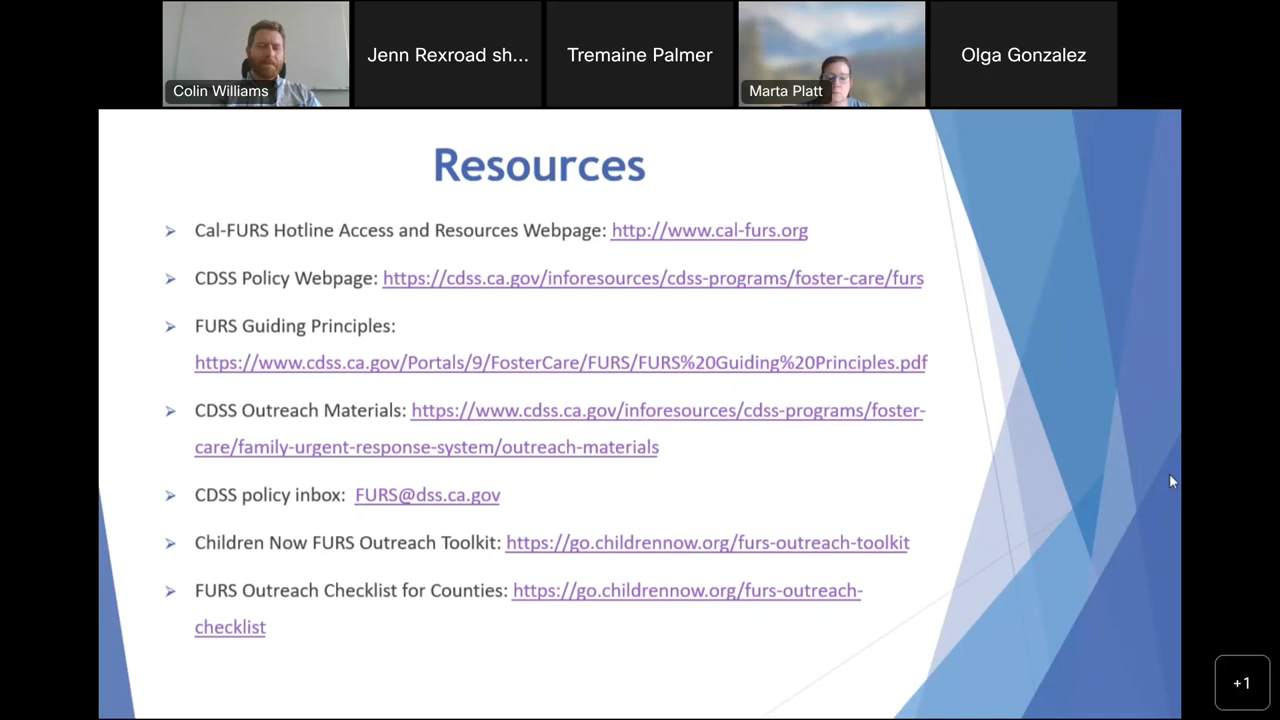 Jenn Rexroad sh...
Tremaine Palmer
Olga Gonzalez
Colin Williams
Marta Platt
Resources
Cal-FURS Hotline Access and Resources Webpage: http://www.cal-furs.org
CDSS Policy Webpage: https://cdss.ca.gov/inforesources/cdss-programs/foster-care/furs
FURS Guiding Principles:
https://www.cdss.ca.gov/Portals/9/FosterCare/FURS/FURS%20Guiding%20Principles.pdf
CDSS Outreach Materials: https://www.cdss.ca.gov/inforesources/cdss-programs/foster-
care/family-urgent-response-system/outreach-materials
CDSS policy inbox: FURS@dss.ca.gov
Children Now FURS Outreach Toolkit: https://go.childrennow.org/furs-outreach-toolkit
FURS Outreach Checklist for Counties: https://go.childrennow.org/furs-outreach-
checklist
+1